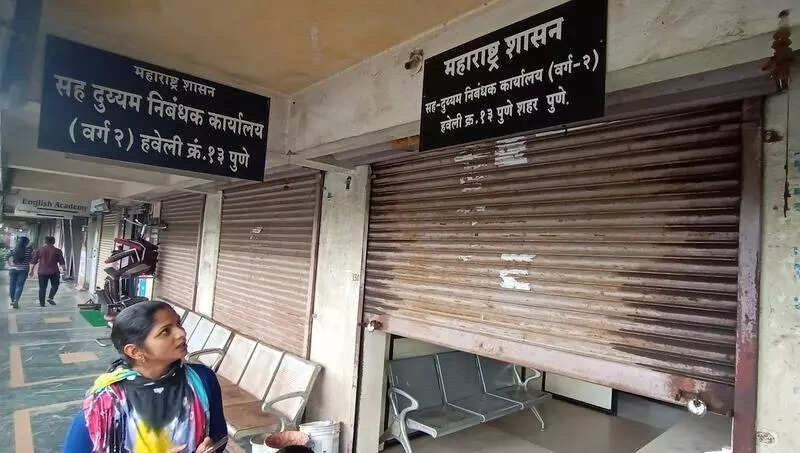 महाराष्ट्र शासन
सह दुय्यम निबंधक कार्यालय
(वर्ग २) हवेली क्रं.१३ पुणे
महाराष्ट्र शासन
सह-दुय्यम निबंधक कार्यालय (वर्ग-२)
हवेली क्र. १३ पुणे शहर पुणे.
English Academy